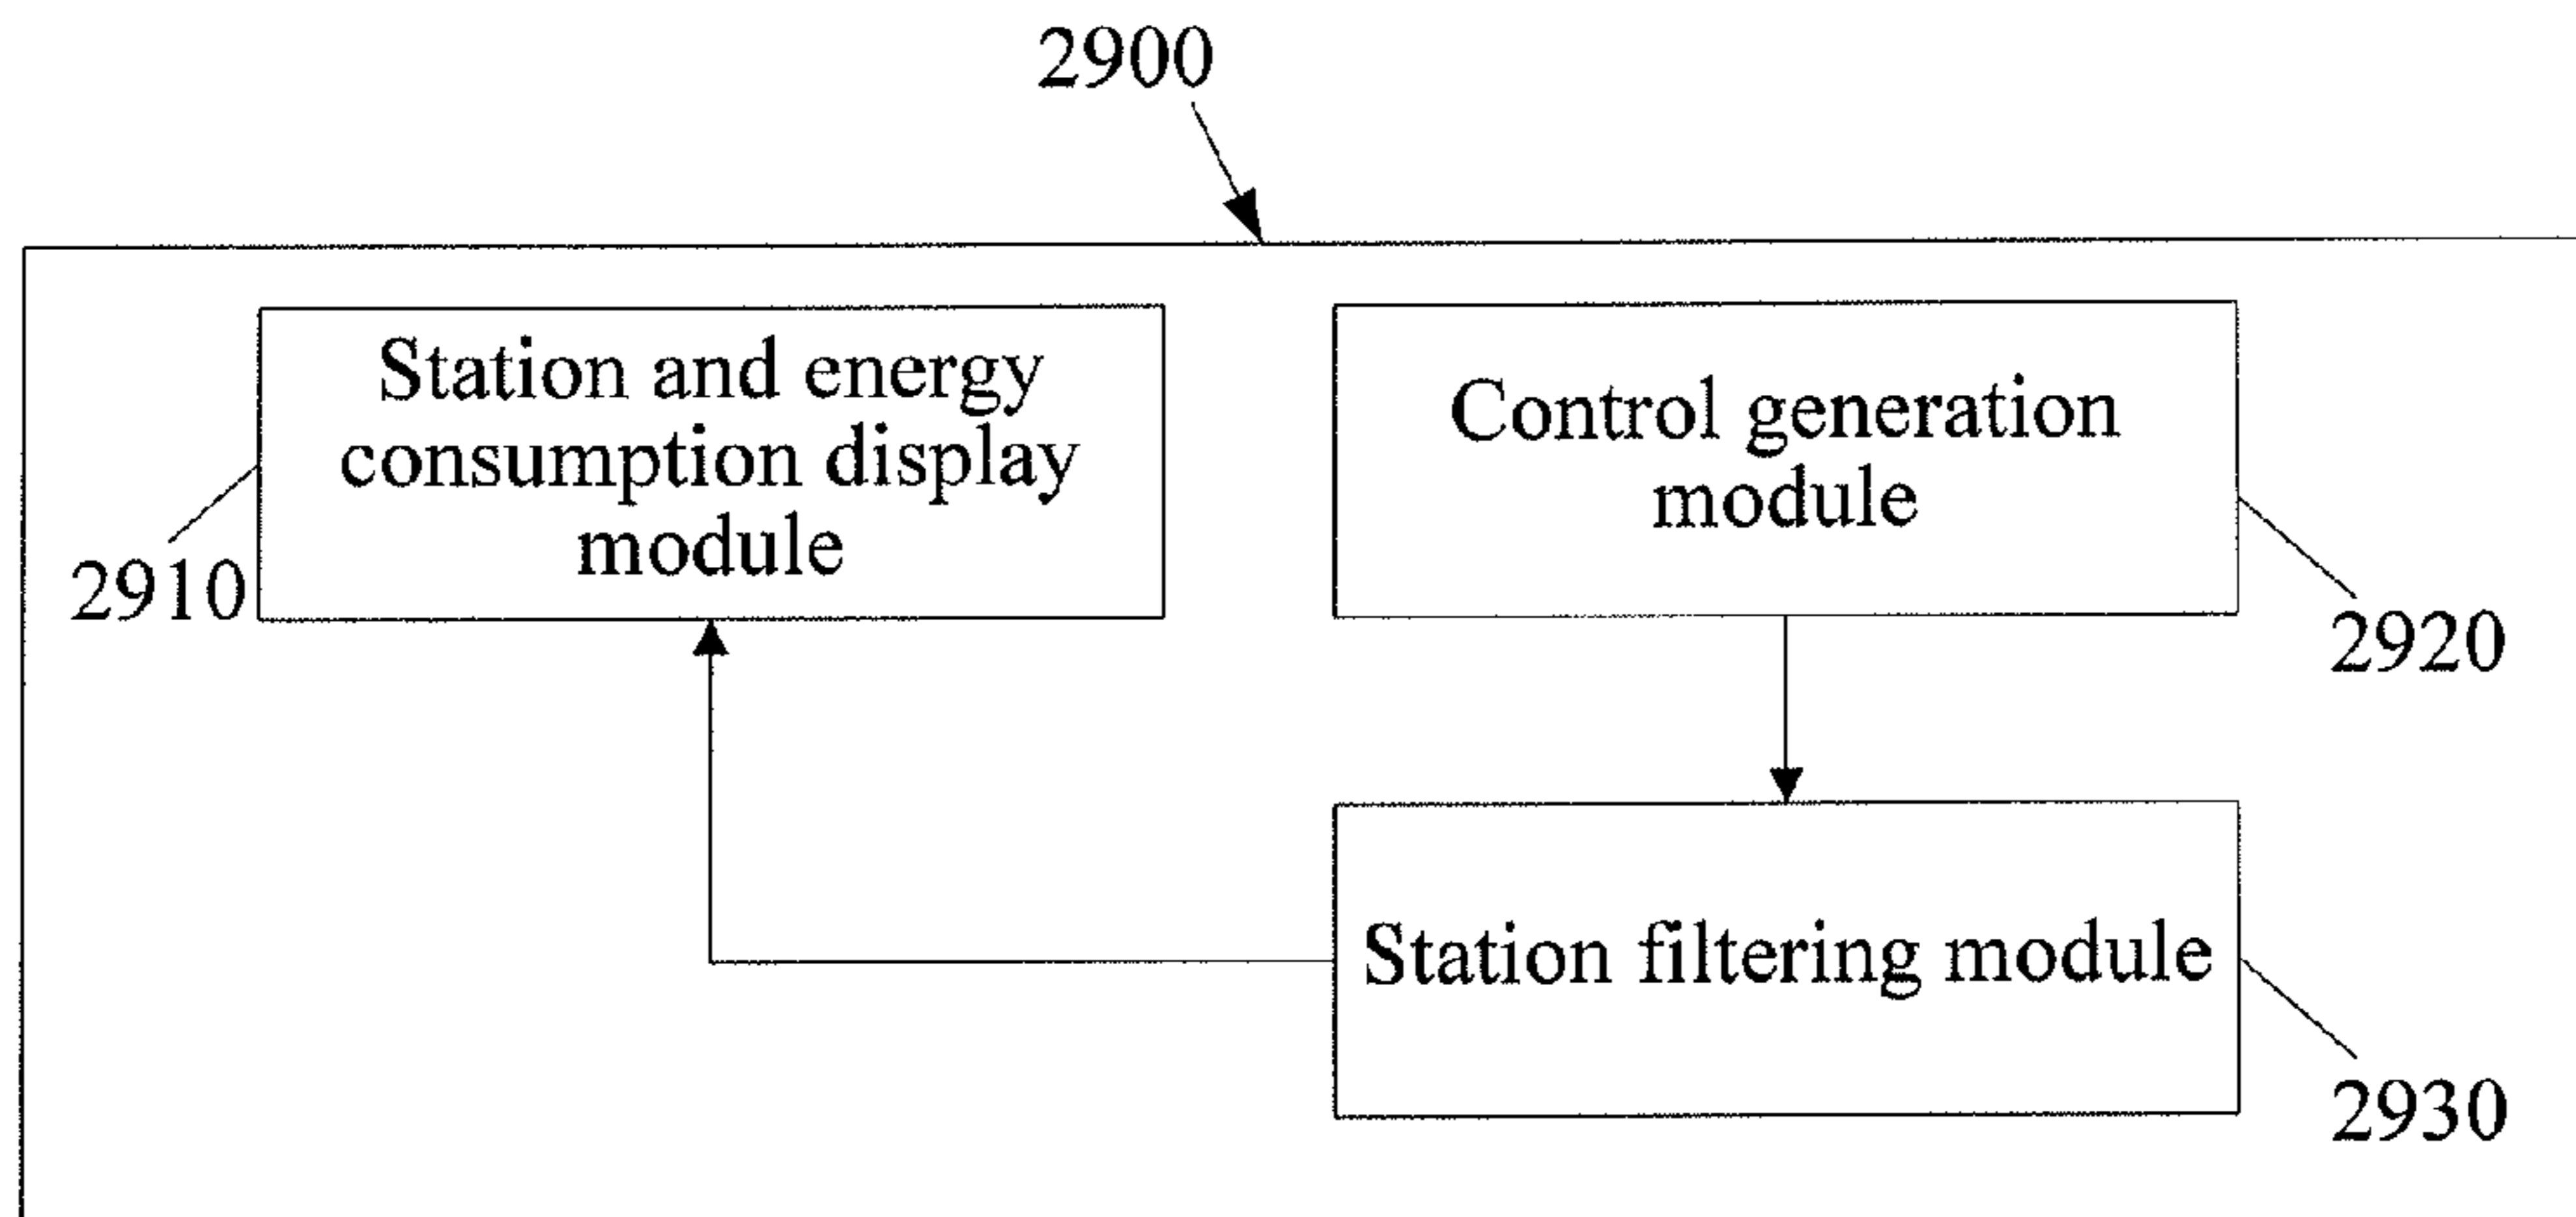 2900
Station and energy
consumption display
module
2910
Control generation
module
2920
Station filtering module
2930